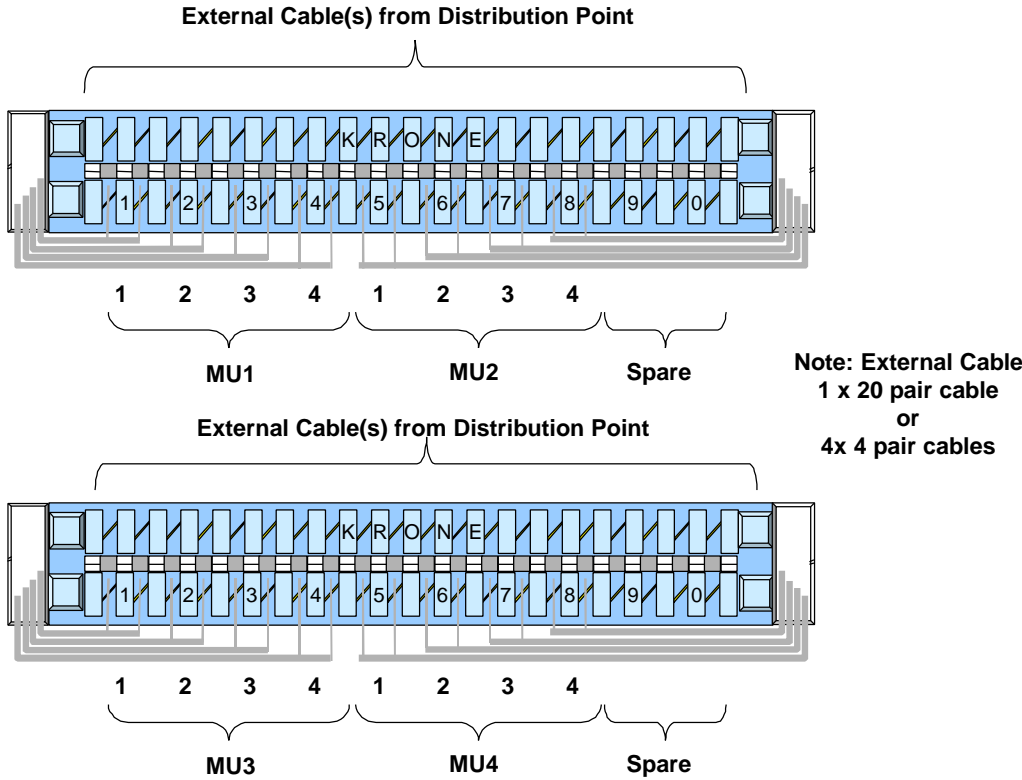 External Cable(s) from Distribution Point
K R O N E
1 2 3 4 5 6 7 8 9 0
1 2 3 4 1 2 3 4
MU1 MU2 Spare
Note: External Cable
1 x 20 pair cable
or
4x 4 pair cables
External Cable(s) from Distribution Point
K R O N E
1 2 3 4 5 6 7 8 9 0
1 2 3 4 1 2 3 4
MU3 MU4 Spare